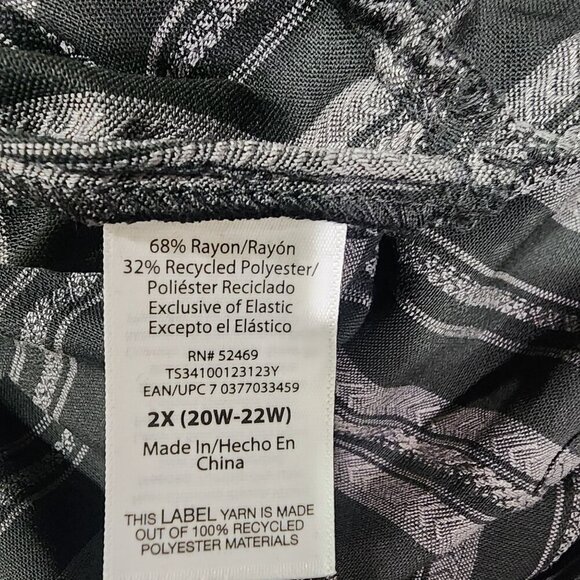 68% Rayon/Rayón
32% Recycled Polyester/
Poliéster Reciclado
Exclusive of Elastic
Excepto el Elástico
RN# 52469
TS34100123123Y
EAN/UPC 7 0377033459
2X (20W-22W)
Made In/Hecho En
China
THIS LABEL YARN IS MADE
OUT OF 100% RECYCLED
POLYESTER MATERIALS